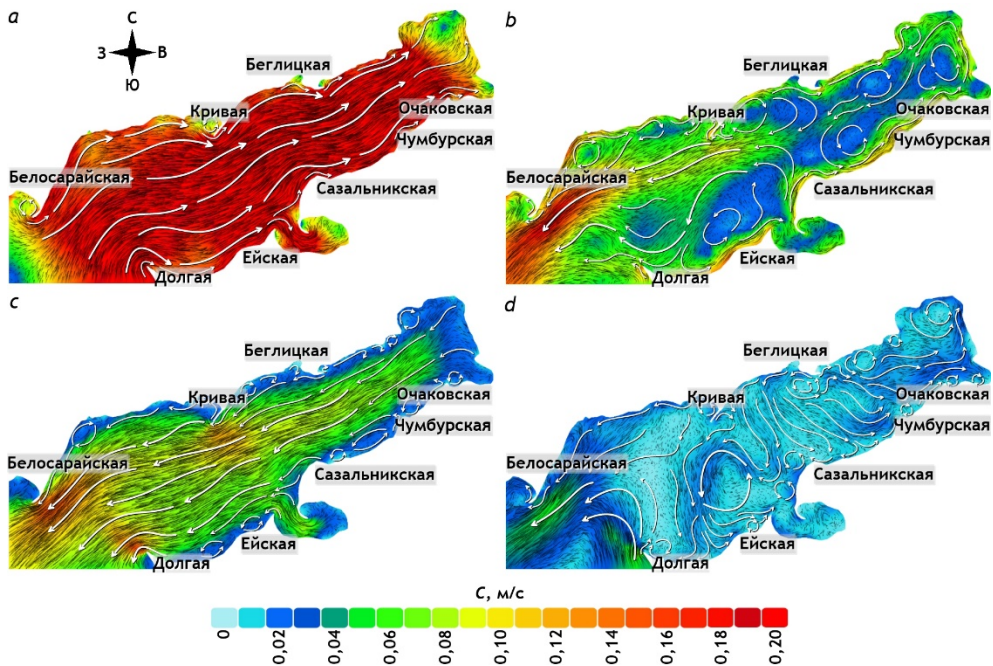 a
С
З В
Ю
Беглицкая
Кривая
Очаковская
Чумбурская
Белосарайская
Сазальникская
Ейская
Долгая
b
Беглицкая
Кривая
Очаковская
Чумбурская
Белосарайская
Сазальникская
Ейская
Долгая
c
Беглицкая
Кривая
Очаковская
Чумбурская
Белосарайская
Сазальникская
Ейская
Долгая
d
Беглицкая
Кривая
Очаковская
Чумбурская
Белосарайская
Сазальникская
Ейская
Долгая
C, м/с
0 0,02 0,04 0,06 0,08 0,10 0,12 0,14 0,16 0,18 0,20